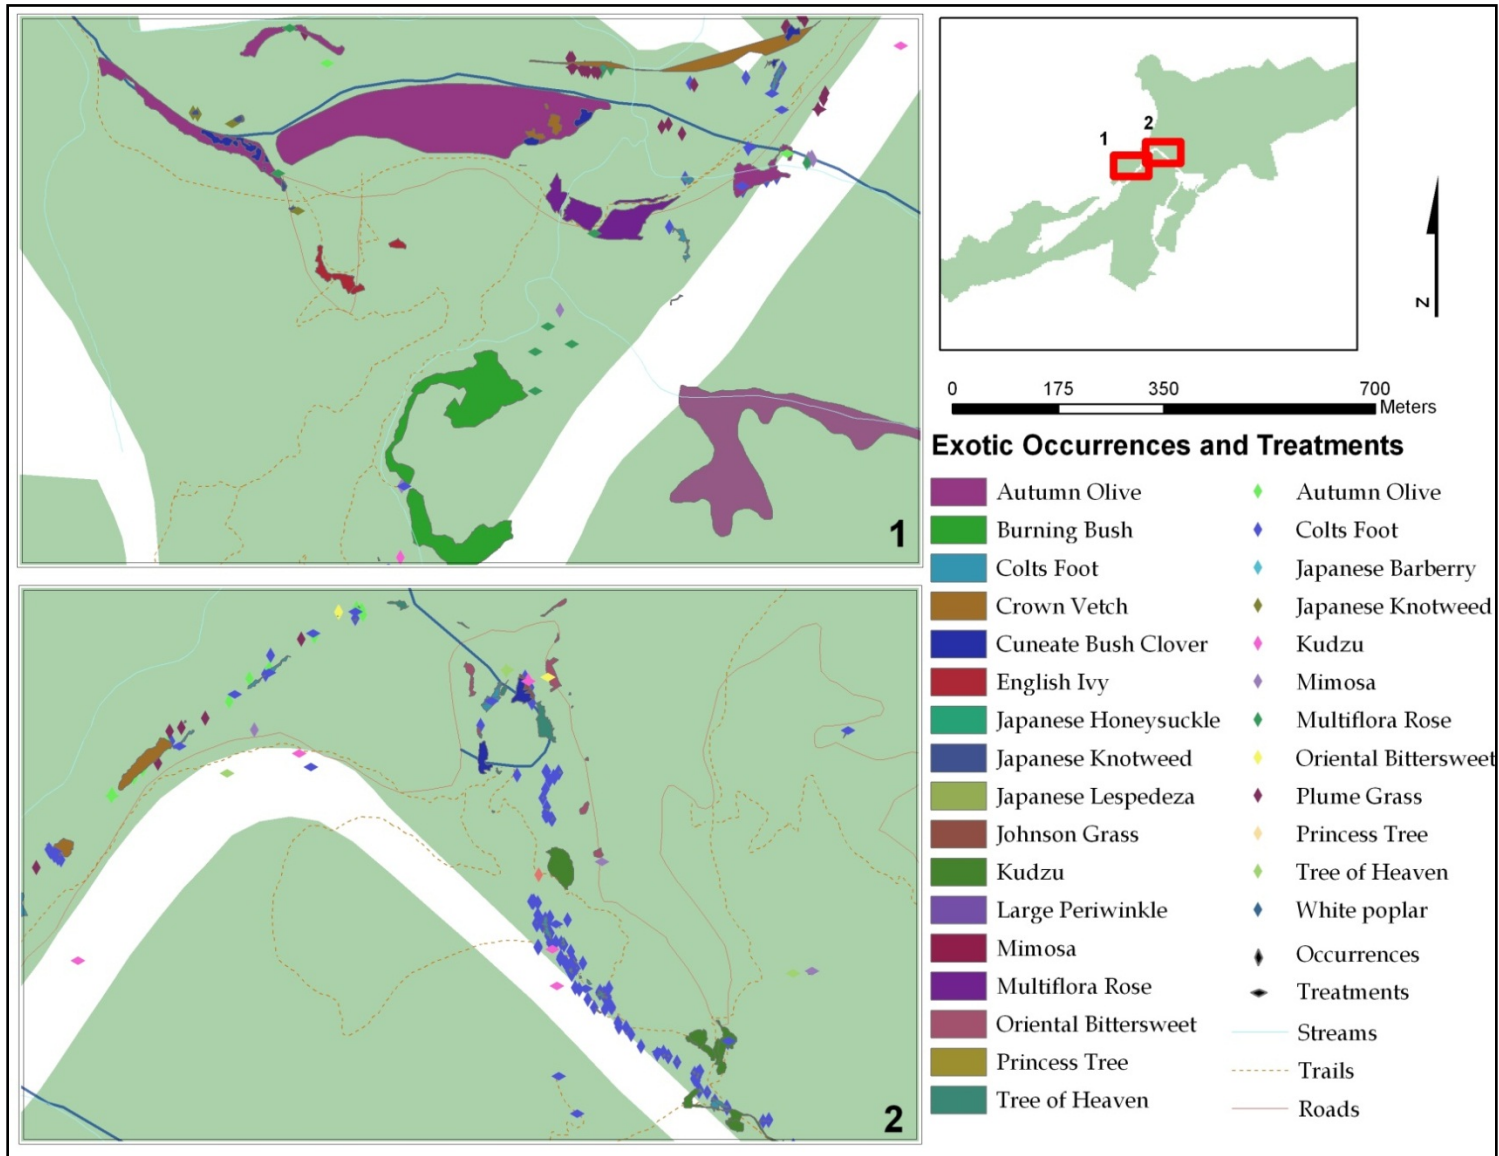 1
2
1
2
N
0 175 350 700
Meters
Exotic Occurrences and Treatments
Autumn Olive
Burning Bush
Colts Foot
Crown Vetch
Cuneate Bush Clover
English Ivy
Japanese Honeysuckle
Japanese Knotweed
Japanese Lespedeza
Johnson Grass
Kudzu
Large Periwinkle
Mimosa
Multiflora Rose
Oriental Bittersweet
Princess Tree
Tree of Heaven
Autumn Olive
Colts Foot
Japanese Barberry
Japanese Knotweed
Kudzu
Mimosa
Multiflora Rose
Oriental Bittersweet
Plume Grass
Princess Tree
Tree of Heaven
White poplar
Occurrences
Treatments
Streams
Trails
Roads